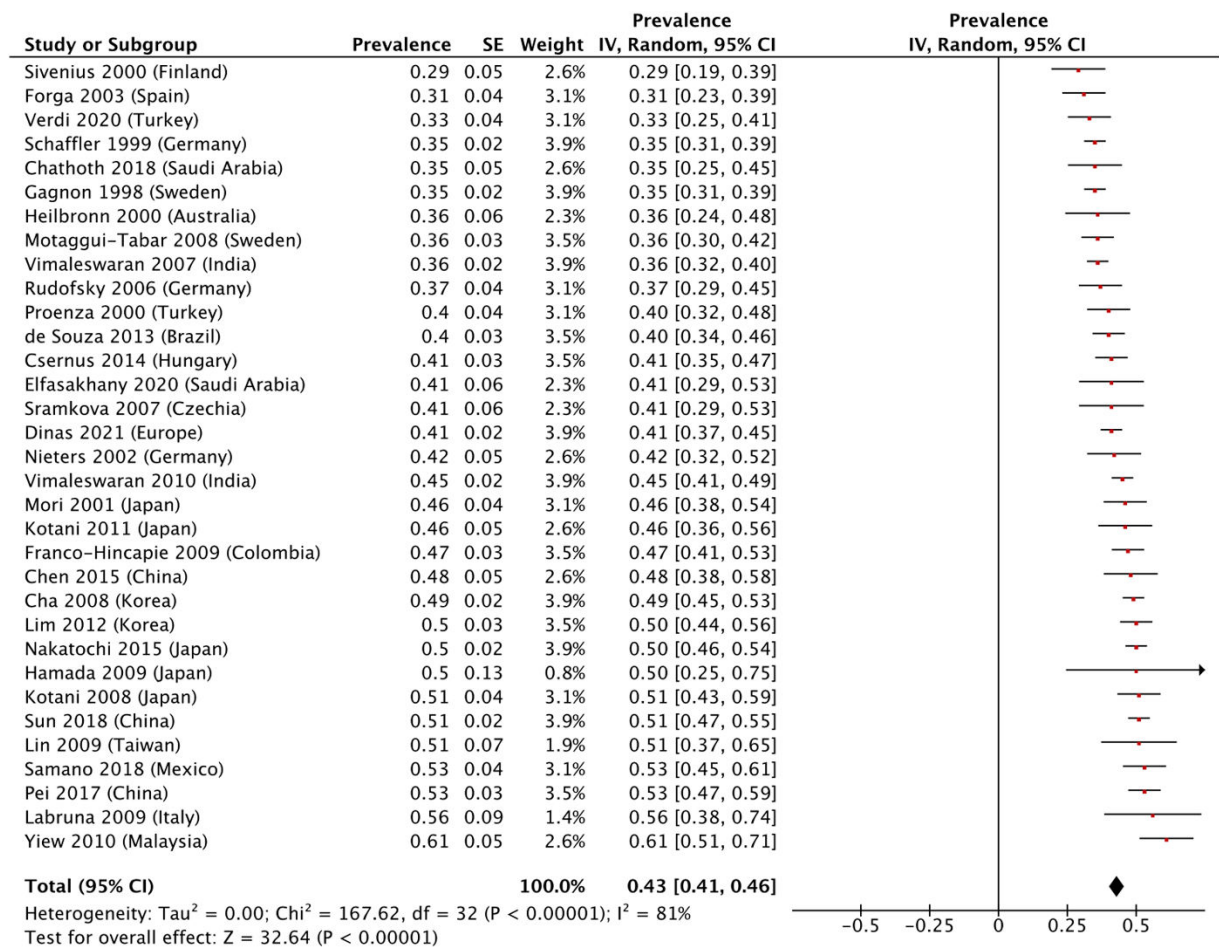 Prevalence Prevalence
Study or Subgroup Prevalence SE Weight IV, Random, 95% CI IV, Random, 95% CI
Sivenius 2000 (Finland) 0.29 0.05 2.6% 0.29 [0.19, 0.39]
Forga 2003 (Spain) 0.31 0.04 3.1% 0.31 [0.23, 0.39]
Verdi 2020 (Turkey) 0.33 0.04 3.1% 0.33 [0.25, 0.41]
Schaffler 1999 (Germany) 0.35 0.02 3.9% 0.35 [0.31, 0.39]
Chathoth 2018 (Saudi Arabia) 0.35 0.05 2.6% 0.35 [0.25, 0.45]
Gagnon 1998 (Sweden) 0.35 0.02 3.9% 0.35 [0.31, 0.39]
Heilbronn 2000 (Australia) 0.36 0.06 2.3% 0.36 [0.24, 0.48]
Motaggui-Tabar 2008 (Sweden) 0.36 0.03 3.5% 0.36 [0.30, 0.42]
Vimaleswaran 2007 (India) 0.36 0.02 3.9% 0.36 [0.32, 0.40]
Rudofsky 2006 (Germany) 0.37 0.04 3.1% 0.37 [0.29, 0.45]
Proenza 2000 (Turkey) 0.4 0.04 3.1% 0.40 [0.32, 0.48]
de Souza 2013 (Brazil) 0.4 0.03 3.5% 0.40 [0.34, 0.46]
Csernus 2014 (Hungary) 0.41 0.03 3.5% 0.41 [0.35, 0.47]
Elfasakhany 2020 (Saudi Arabia) 0.41 0.06 2.3% 0.41 [0.29, 0.53]
Sramkova 2007 (Czechia) 0.41 0.06 2.3% 0.41 [0.29, 0.53]
Dinas 2021 (Europe) 0.41 0.02 3.9% 0.41 [0.37, 0.45]
Nieters 2002 (Germany) 0.42 0.05 2.6% 0.42 [0.32, 0.52]
Vimaleswaran 2010 (India) 0.45 0.02 3.9% 0.45 [0.41, 0.49]
Mori 2001 (Japan) 0.46 0.04 3.1% 0.46 [0.38, 0.54]
Kotani 2011 (Japan) 0.46 0.05 2.6% 0.46 [0.36, 0.56]
Franco-Hincapie 2009 (Colombia) 0.47 0.03 3.5% 0.47 [0.41, 0.53]
Chen 2015 (China) 0.48 0.05 2.6% 0.48 [0.38, 0.58]
Cha 2008 (Korea) 0.49 0.02 3.9% 0.49 [0.45, 0.53]
Lim 2012 (Korea) 0.5 0.03 3.5% 0.50 [0.44, 0.56]
Nakatochi 2015 (Japan) 0.5 0.02 3.9% 0.50 [0.46, 0.54]
Hamada 2009 (Japan) 0.5 0.13 0.8% 0.50 [0.25, 0.75]
Kotani 2008 (Japan) 0.51 0.04 3.1% 0.51 [0.43, 0.59]
Sun 2018 (China) 0.51 0.02 3.9% 0.51 [0.47, 0.55]
Lin 2009 (Taiwan) 0.51 0.07 1.9% 0.51 [0.37, 0.65]
Samano 2018 (Mexico) 0.53 0.04 3.1% 0.53 [0.45, 0.61]
Pei 2017 (China) 0.53 0.03 3.5% 0.53 [0.47, 0.59]
Labruna 2009 (Italy) 0.56 0.09 1.4% 0.56 [0.38, 0.74]
Yiew 2010 (Malaysia) 0.61 0.05 2.6% 0.61 [0.51, 0.71]
Total (95% CI) 100.0% 0.43 [0.41, 0.46]
Heterogeneity: Tau² = 0.00; Chi² = 167.62, df = 32 (P < 0.00001); I² = 81%
Test for overall effect: Z = 32.64 (P < 0.00001)
-0.5 -0.25 0 0.25 0.5